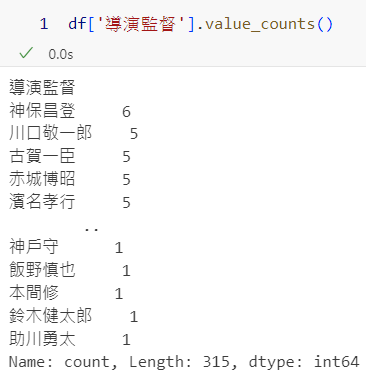 1 df['導演監督'].value_counts()
0.0s
導演監督
神保昌登 6
川口敬一郎 5
古賀一臣 5
赤城博昭 5
濱名孝行 5
..
神戶守 1
飯野慎也 1
本間修 1
鈴木健太郎 1
助川勇太 1
Name: count, Length: 315, dtype: int64